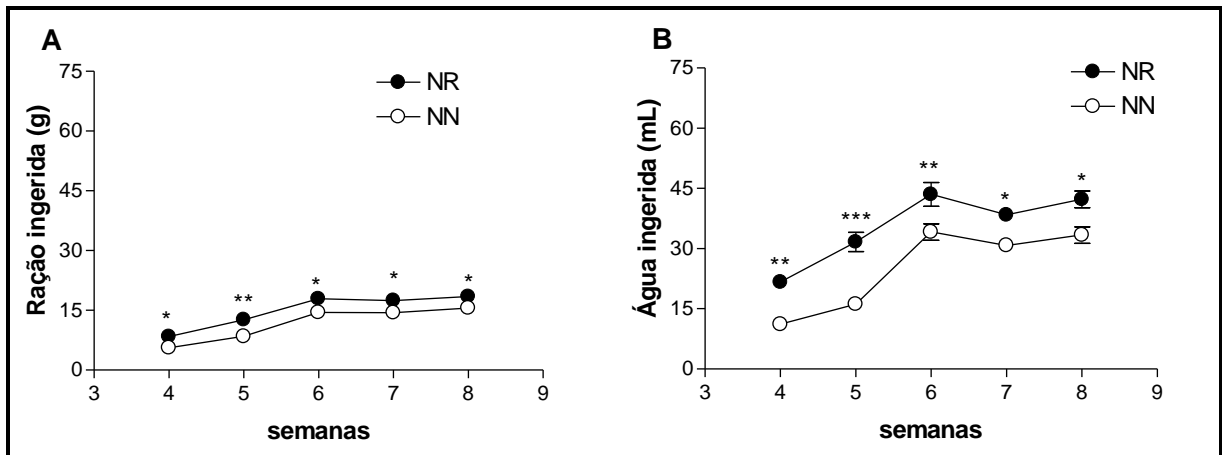 A
75
60
45
30
15
0
Ração ingerida (g)
NR
NN
*
**
*
*
*
3 4 5 6 7 8 9
semanas
B
75
60
45
30
15
0
Água ingerida (mL)
NR
NN
**
***
**
*
*
3 4 5 6 7 8 9
semanas